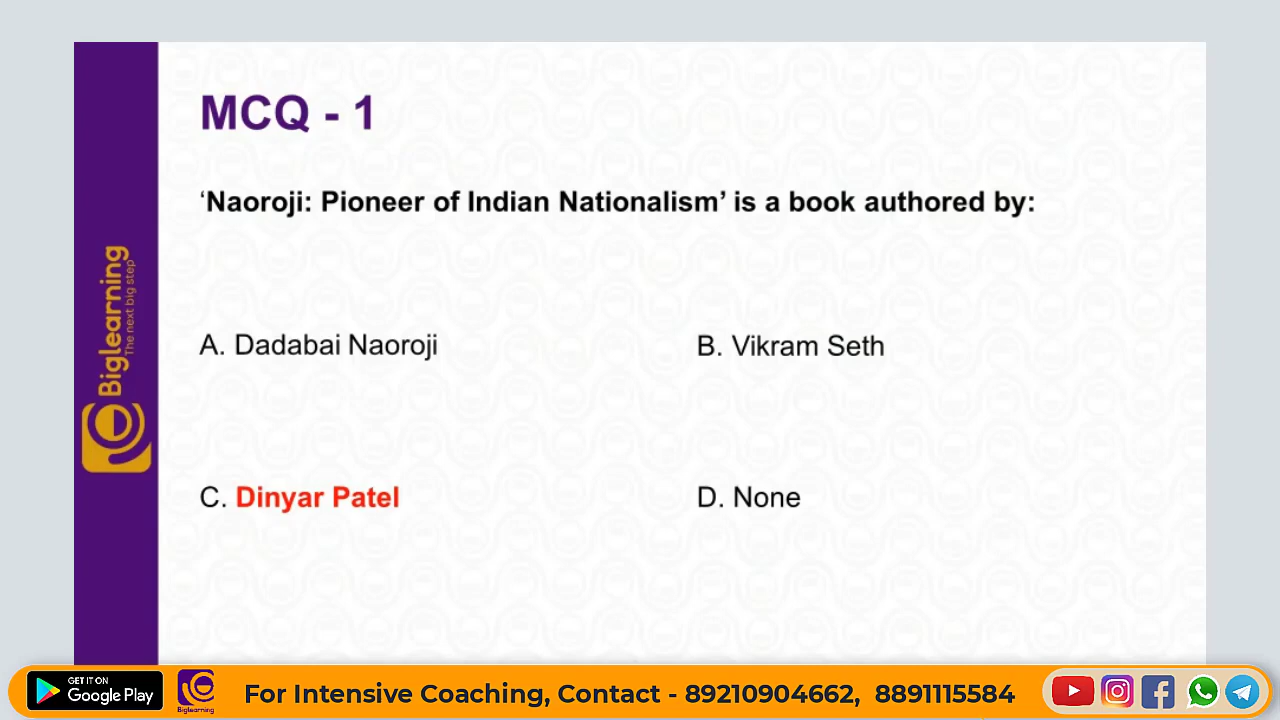 MCQ - 1
‘Naoroji: Pioneer of Indian Nationalism’ is a book authored by:
A. Dadabai Naoroji
B. Vikram Seth
C. Dinyar Patel
D. None
Biglearning
The next big step
GET IT ON
Google Play
Biglearning
For Intensive Coaching, Contact - 89210904662, 8891115584